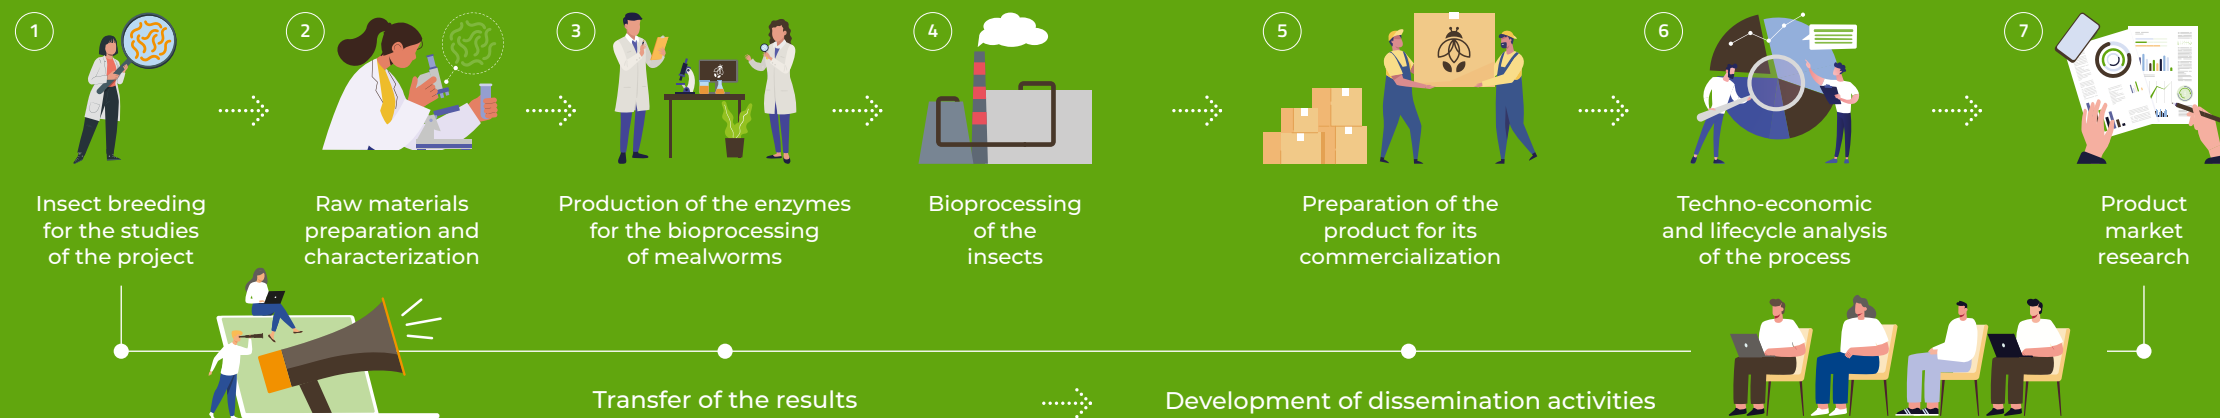 1
Insect breeding
for the studies
of the project
2
Raw materials
preparation and
characterization
3
Production of the enzymes
for the bioprocessing
of mealworms
4
Bioprocessing
of the
insects
5
Preparation of the
product for its
commercialization
6
Techno-economic
and lifecycle analysis
of the process
7
Product
market
research
Transfer of the results
Development of dissemination activities